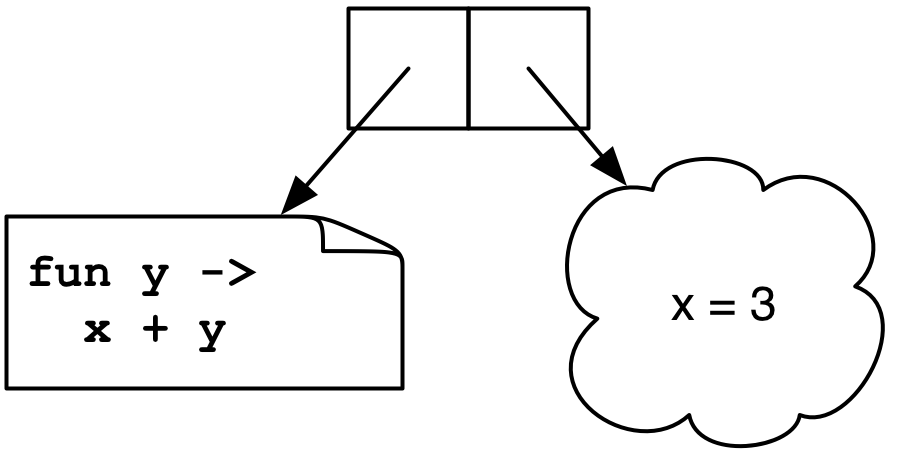 fun y ->
x + y
x = 3